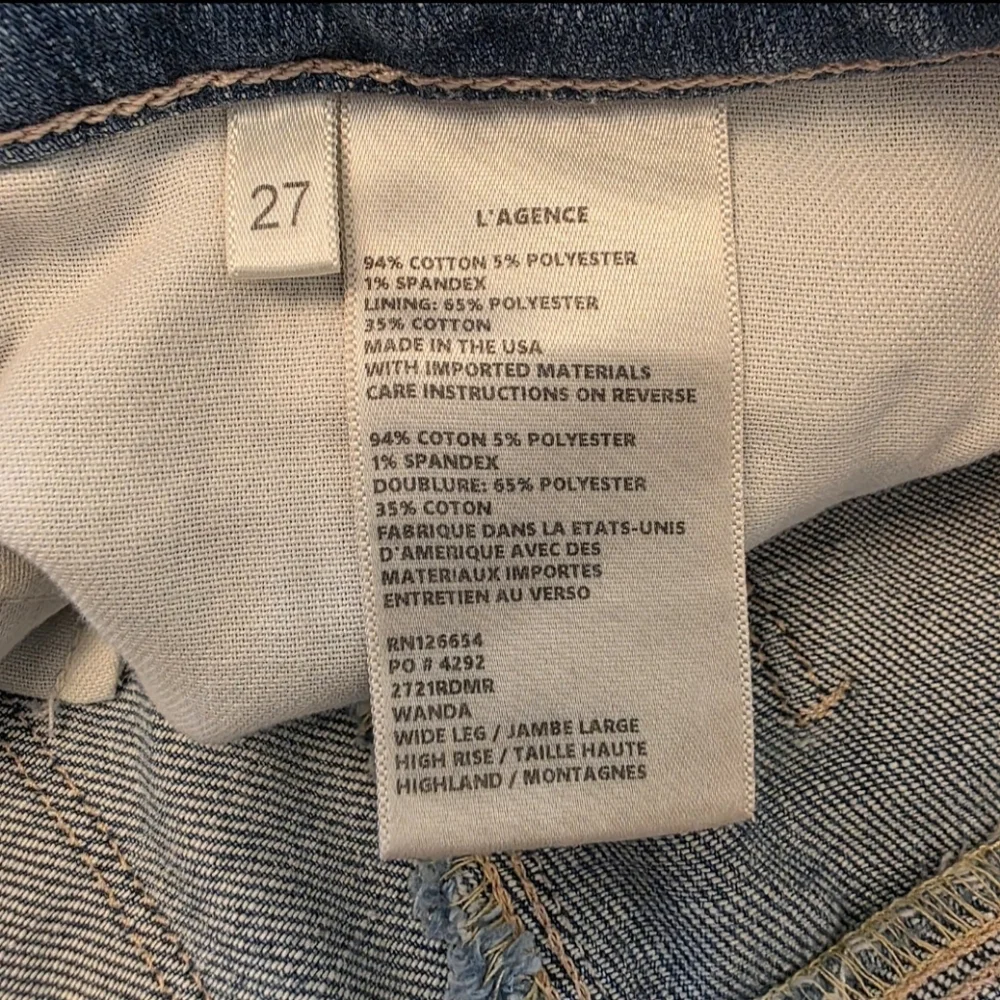 27
L'AGENCE
94% COTTON 5% POLYESTER
1% SPANDEX
LINING: 65% POLYESTER
35% COTTON
MADE IN THE USA
WITH IMPORTED MATERIALS
CARE INSTRUCTIONS ON REVERSE
94% COTON 5% POLYESTER
1% SPANDEX
DOUBLURE: 65% POLYESTER
35% COTON
FABRIQUE DANS LA ETATS-UNIS
D'AMERIQUE AVEC DES
MATERIAUX IMPORTES
ENTRETIEN AU VERSO
RN126654
PO # 4292
2721RDMR
WANDA
WIDE LEG / JAMBE LARGE
HIGH RISE / TAILLE HAUTE
HIGHLAND / MONTAGNES